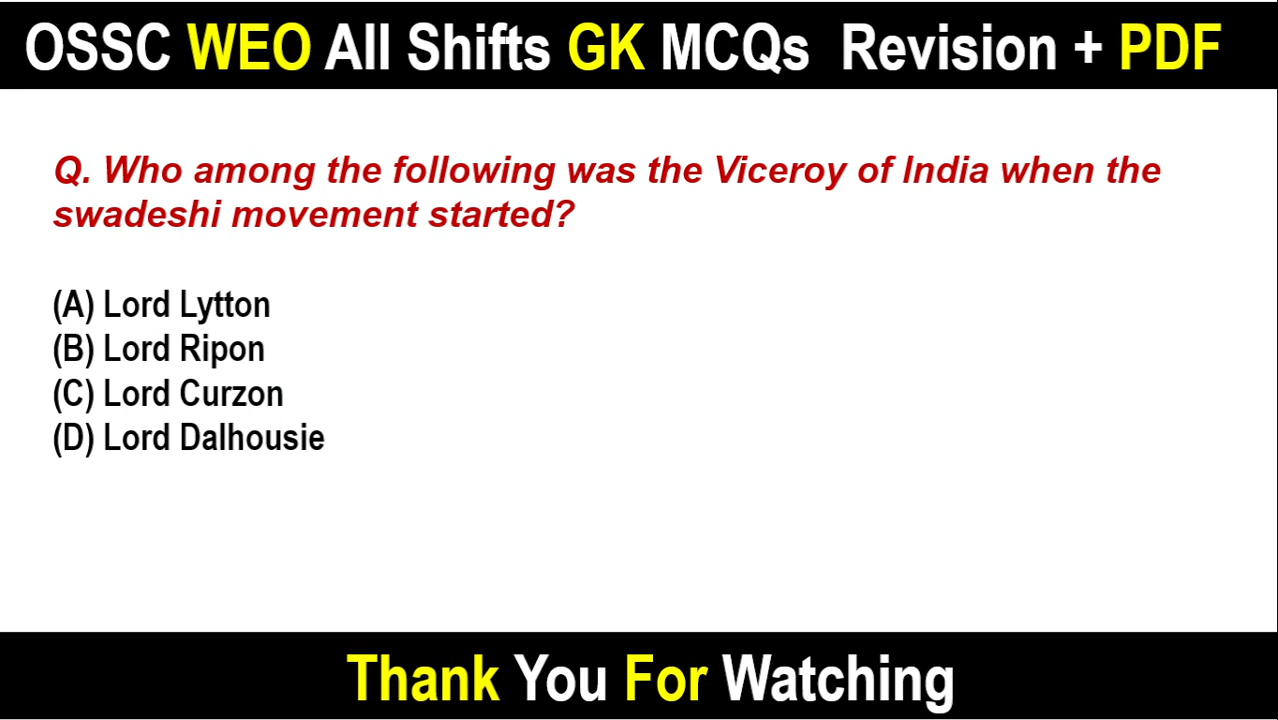 OSSC WEO All Shifts GK MCQs Revision + PDF
Q. Who among the following was the Viceroy of India when the
swadeshi movement started?
(A) Lord Lytton
(B) Lord Ripon
(C) Lord Curzon
(D) Lord Dalhousie
Thank You For Watching